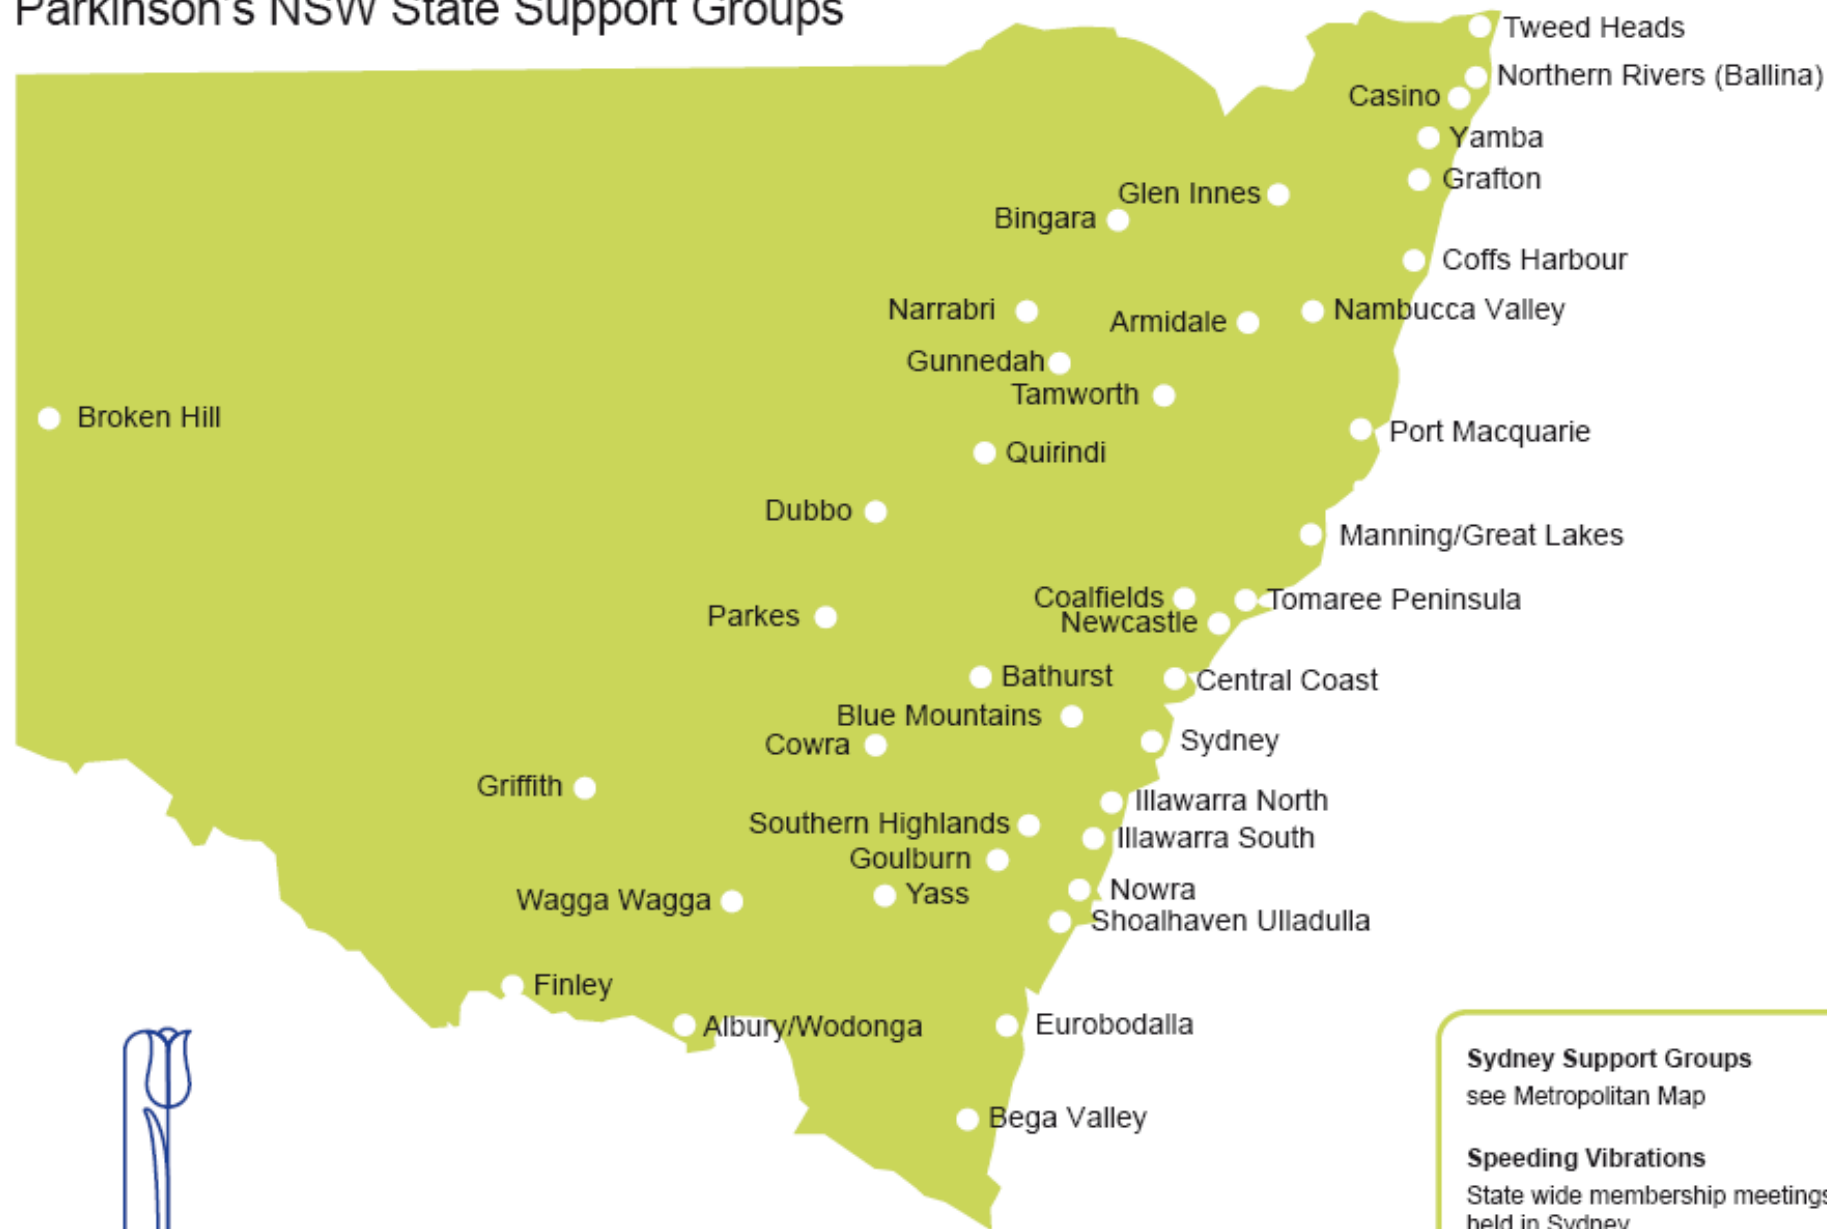 Parkinson's NSW State Support Groups
Tweed Heads
Northern Rivers (Ballina)
Casino
Yamba
Grafton
Glen Innes
Bingara
Coffs Harbour
Narrabri
Armidale
Nambucca Valley
Gunnedah
Tamworth
Broken Hill
Port Macquarie
Quirindi
Dubbo
Manning/Great Lakes
Coalfields
Tomaree Peninsula
Parkes
Newcastle
Bathurst
Central Coast
Blue Mountains
Cowra
Sydney
Griffith
Illawarra North
Southern Highlands
Illawarra South
Goulburn
Wagga Wagga
Yass
Nowra
Shoalhaven Ulladulla
Finley
Albury/Wodonga
Eurobodalla
Bega Valley
Sydney Support Groups
see Metropolitan Map
Speeding Vibrations
State wide membership meetings
held in Sydney